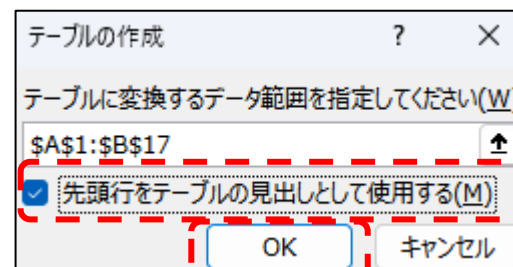 テーブルの作成 ?
テーブルに変換するデータ範囲を指定してください(W)
$A$1:$B$17
先頭行をテーブルの見出しとして使用する(M)
OK キャンセル